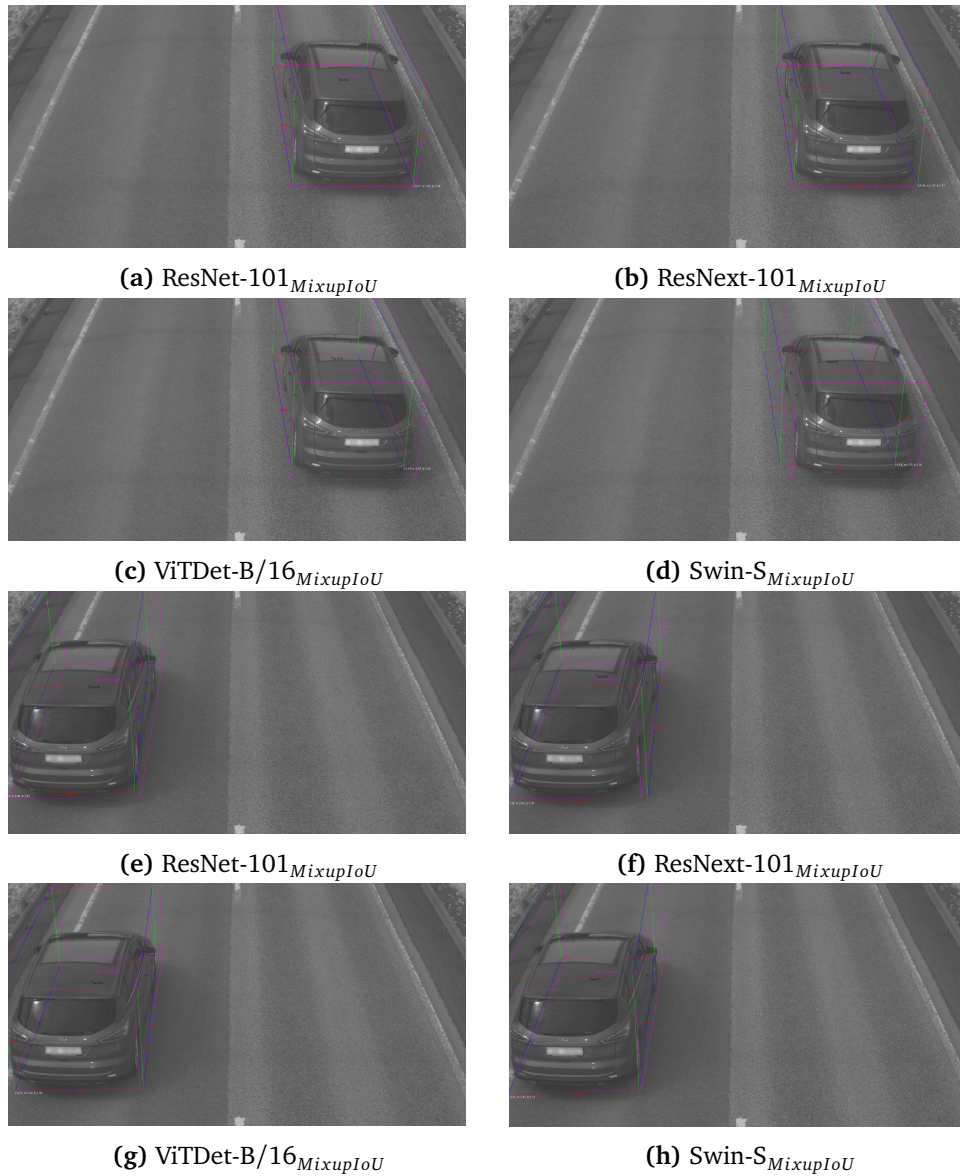 (a) ResNet-101MixupIoU
(b) ResNext-101MixupIoU
(c) ViTDet-B/16MixupIoU
(d) Swin-SMixupIoU
(e) ResNet-101MixupIoU
(f) ResNext-101MixupIoU
(g) ViTDet-B/16MixupIoU
(h) Swin-SMixupIoU